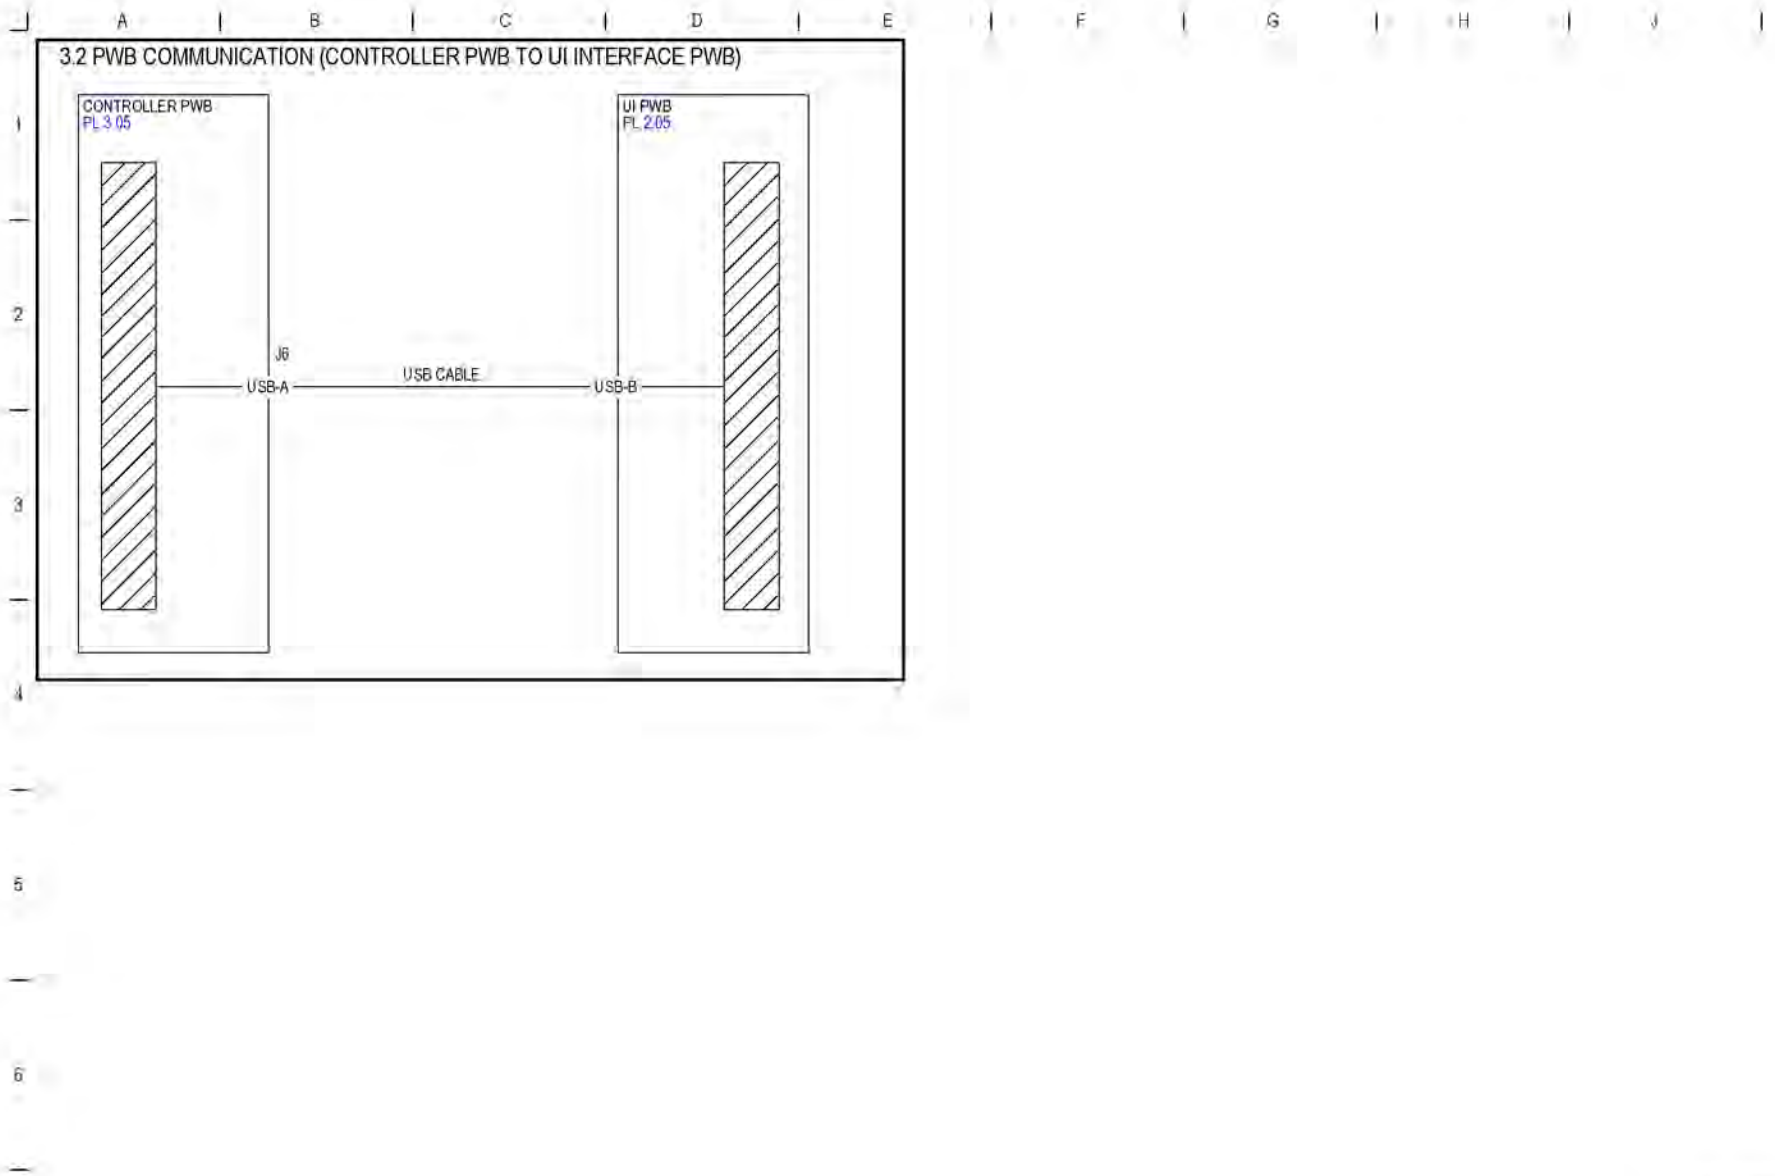 A B C D E F G H J
3.2 PWB COMMUNICATION (CONTROLLER PWB TO UI INTERFACE PWB)
CONTROLLER PWB
PL 3.05
UI PWB
PL 2.05
1
2
J6
USB CABLE
USB-A
USB-B
3
4
5
6